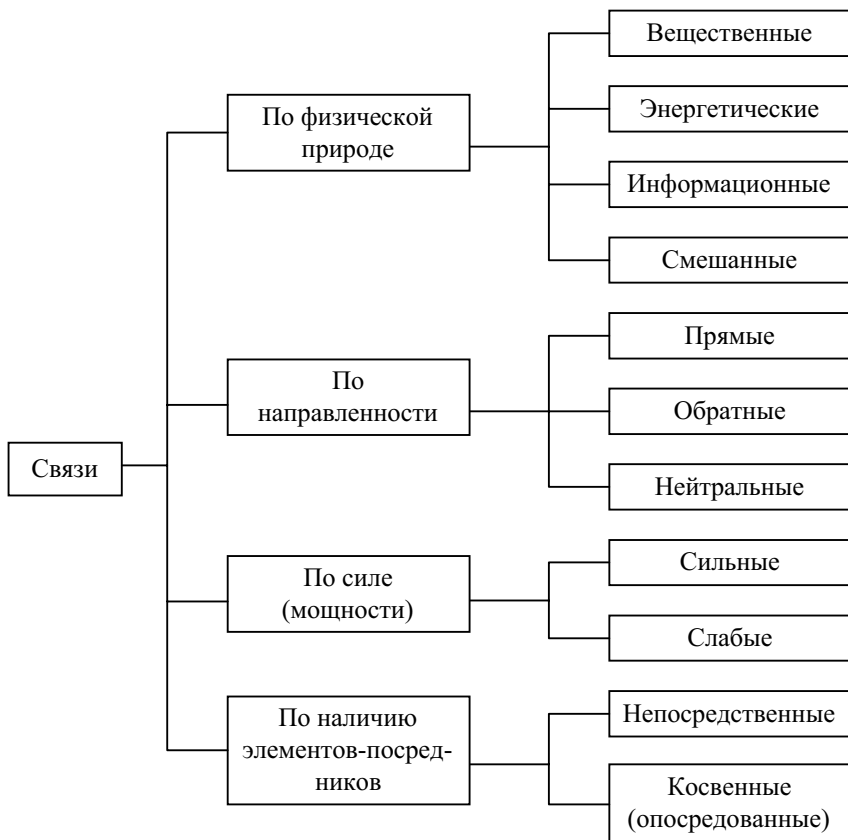 Связи
По физической
природе
Вещественные
Энергетические
Информационные
Смешанные
По
направленности
Прямые
Обратные
Нейтральные
По силе
(мощности)
Сильные
Слабые
По наличию
элементов-посред-
ников
Непосредственные
Косвенные
(опосредованные)